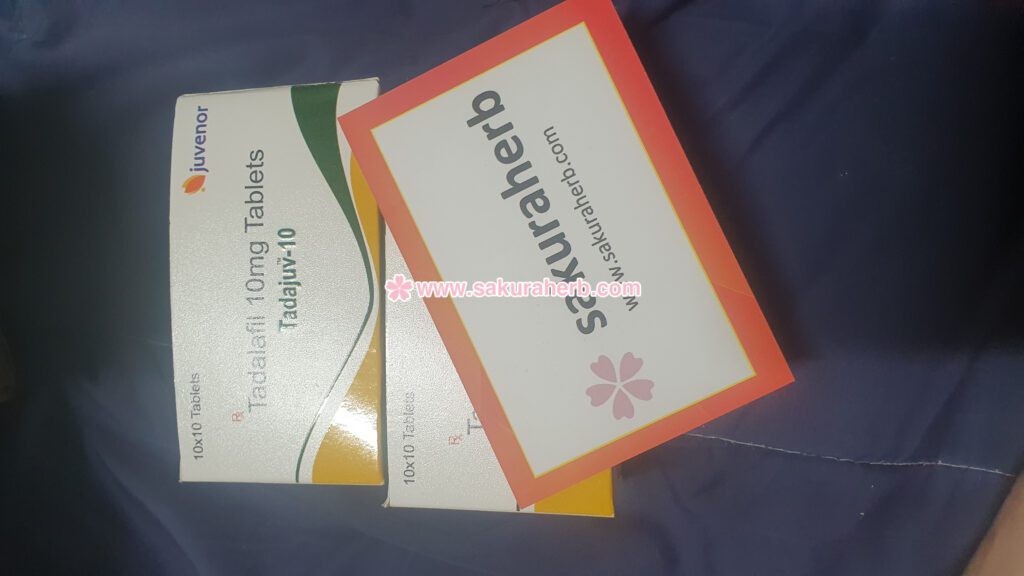 juvenor
10x10 Tablets
Rx
Tadalafil 10mg Tablets
Tadajuv-10
10x10 Tablets
Rx
Ta
sakuraherb
www.sakuraherb.com
www.sakuraherb.com